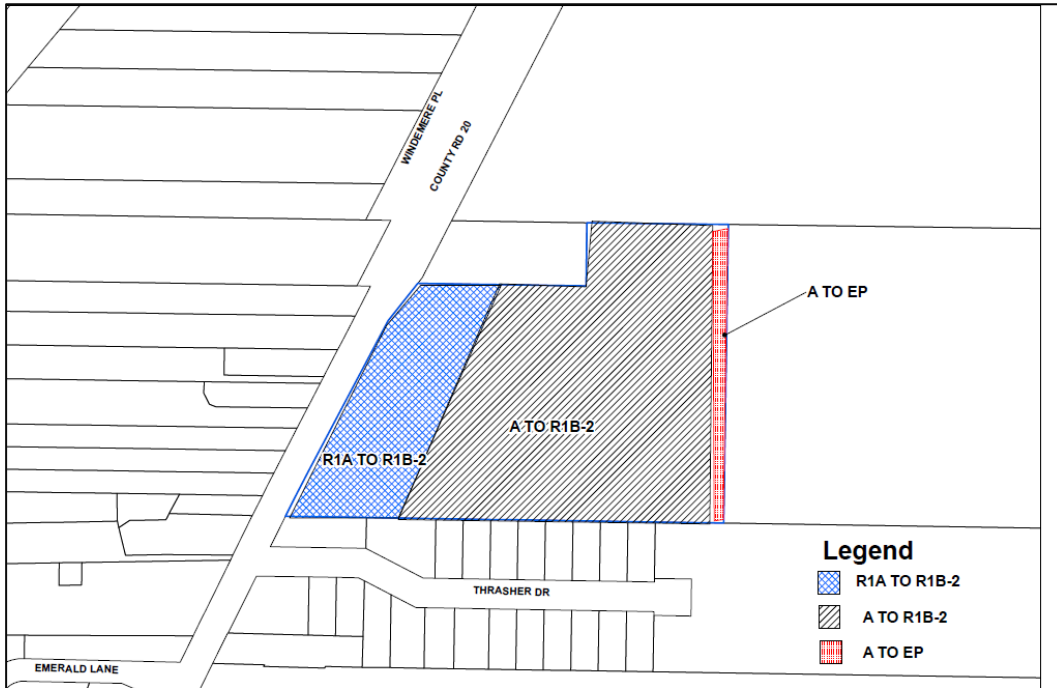 WINDEMERE PL
COUNTY RD 20
A TO EP
A TO R1B-2
R1A TO R1B-2
THRASHER DR
EMERALD LANE
Legend
R1A TO R1B-2
A TO R1B-2
A TO EP